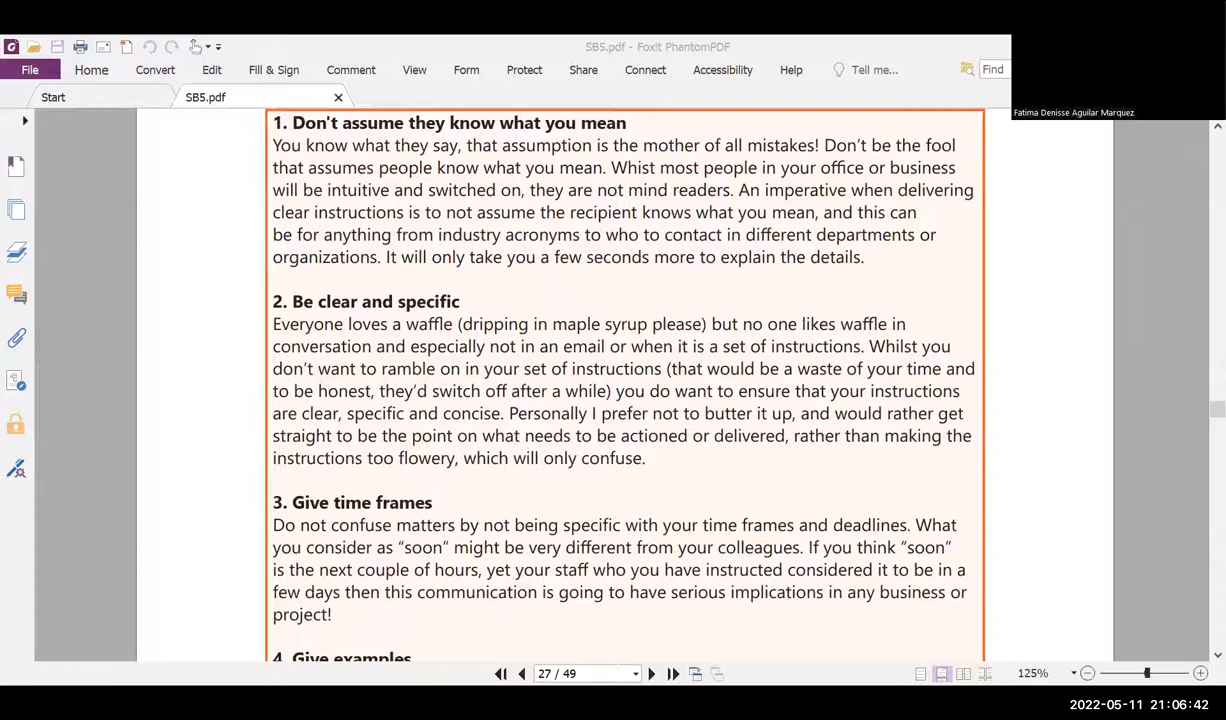 SB5.pdf - Foxit PhantomPDF
File Home Convert Edit Fill & Sign Comment View Form Protect Share Connect Accessibility Help Tell me... Find
Start SB5.pdf
Fatima Denisse Aguilar Marquez
1. Don't assume they know what you mean
You know what they say, that assumption is the mother of all mistakes! Don’t be the fool
that assumes people know what you mean. Whist most people in your office or business
will be intuitive and switched on, they are not mind readers. An imperative when delivering
clear instructions is to not assume the recipient knows what you mean, and this can
be for anything from industry acronyms to who to contact in different departments or
organizations. It will only take you a few seconds more to explain the details.
2. Be clear and specific
Everyone loves a waffle (dripping in maple syrup please) but no one likes waffle in
conversation and especially not in an email or when it is a set of instructions. Whilst you
don’t want to ramble on in your set of instructions (that would be a waste of your time and
to be honest, they’d switch off after a while) you do want to ensure that your instructions
are clear, specific and concise. Personally I prefer not to butter it up, and would rather get
straight to be the point on what needs to be actioned or delivered, rather than making the
instructions too flowery, which will only confuse.
3. Give time frames
Do not confuse matters by not being specific with your time frames and deadlines. What
you consider as “soon” might be very different from your colleagues. If you think “soon”
is the next couple of hours, yet your staff who you have instructed considered it to be in a
few days then this communication is going to have serious implications in any business or
project!
4. Give examples
27 / 49
125%
2022-05-11 21:06:42